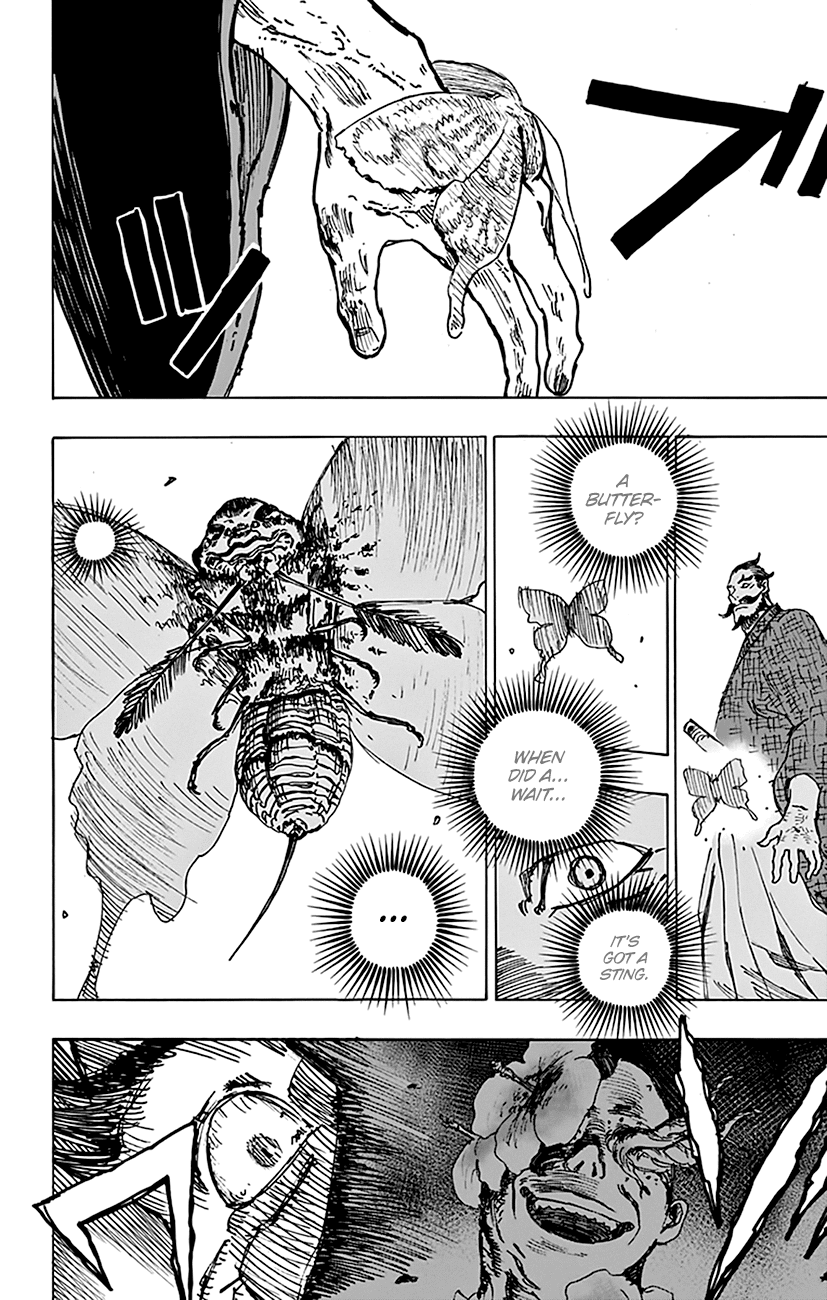 A
BUTTER-
FLY?
WHEN
DID A...
WAIT...
IT'S
GOT A
STING.
...